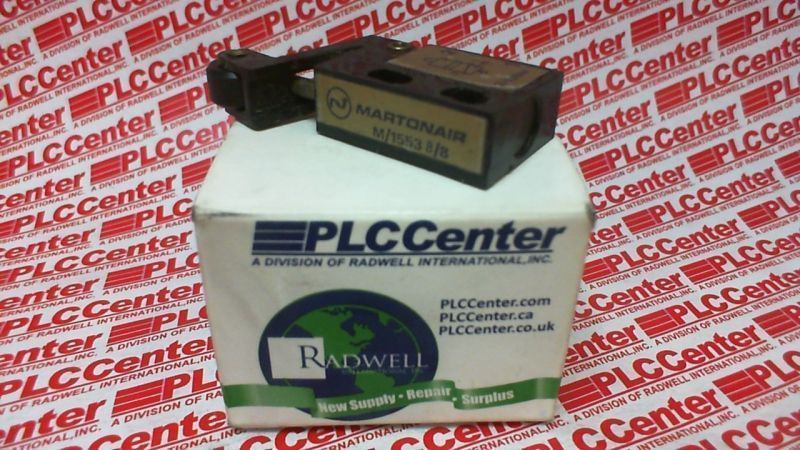 MARTONAIR
M/1553 8/8
PLCCenter
A DIVISION OF RADWELL INTERNATIONAL, INC.
PLCCenter.com
PLCCenter.ca
PLCCenter.co.uk
RADWELL
New Supply • Repair • Surplus